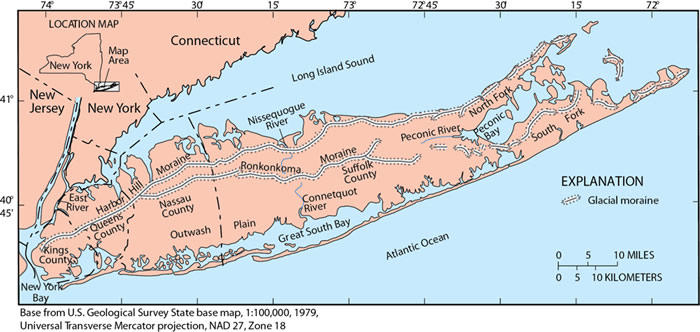 74°
73°45'
30'
15'
73°
72°45'
30'
15'
72°
LOCATION MAP
Map
Area
New York
Connecticut
Long Island Sound
New
Jersey
New York
41°
Nissequogue
River
North Fork
Peconic River
Peconic
Bay
South
Fork
Harbor Hill
Moraine
Ronkonkoma
Moraine
Suffolk
County
East
River
Queens
County
Nassau
County
Connetquot
River
EXPLANATION
Glacial moraine
40°
45'
Outwash
Plain
Great South Bay
Atlantic Ocean
Kings
County
New York
Bay
0 5 10 MILES
0 5 10 KILOMETERS
Base from U.S. Geological Survey State base map, 1:100,000, 1979,
Universal Transverse Mercator projection, NAD 27, Zone 18